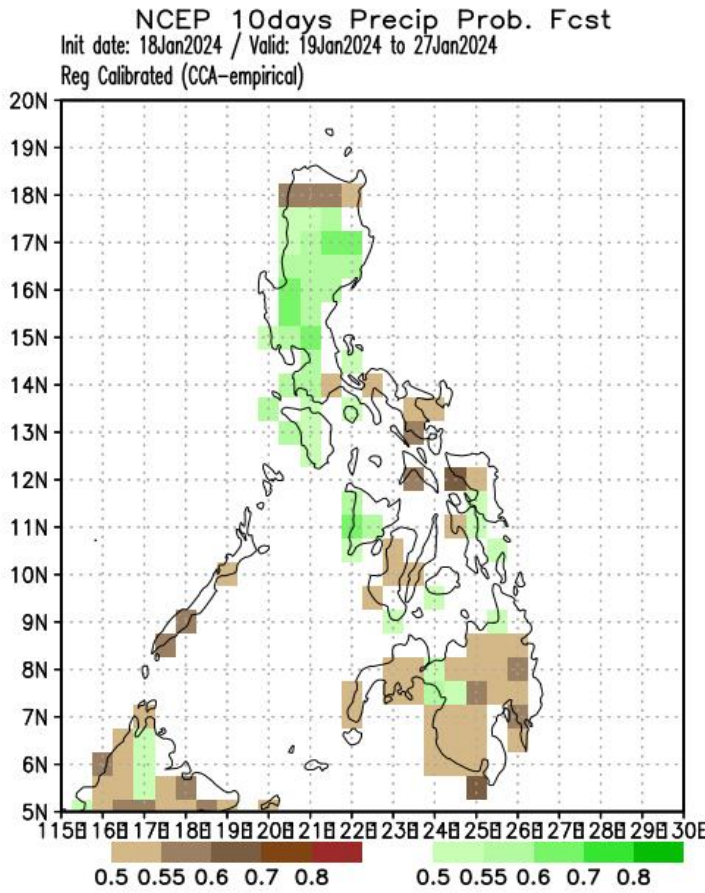 NCEP 10days Precip Prob. Fcst
Init date: 18Jan2024 / Valid: 19Jan2024 to 27Jan2024
Reg Calibrated (CCA-empirical)
20N
19N
18N
17N
16N
15N
14N
13N
12N
11N
10N
9N
8N
7N
6N
5N
115E 116E 117E 118E 119E 120E 121E 122E 123E 124E 125E 126E 127E 128E 129E 130E
0.5 0.55 0.6 0.7 0.8 0.5 0.55 0.6 0.7 0.8